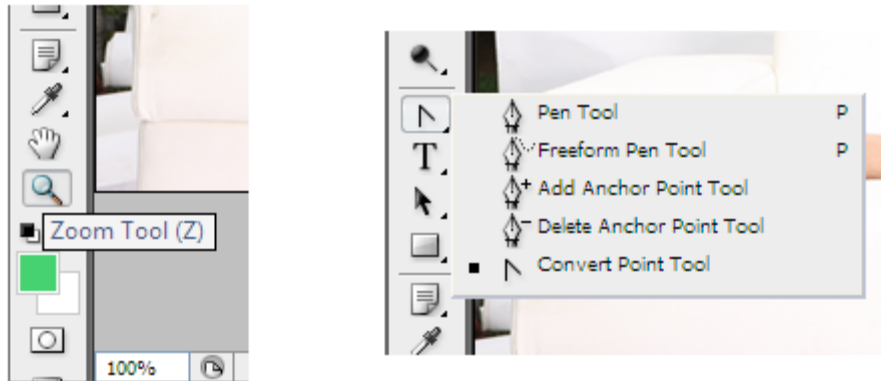 Zoom Tool (Z)
100%
Pen Tool P
Freeform Pen Tool P
Add Anchor Point Tool
Delete Anchor Point Tool
Convert Point Tool
T